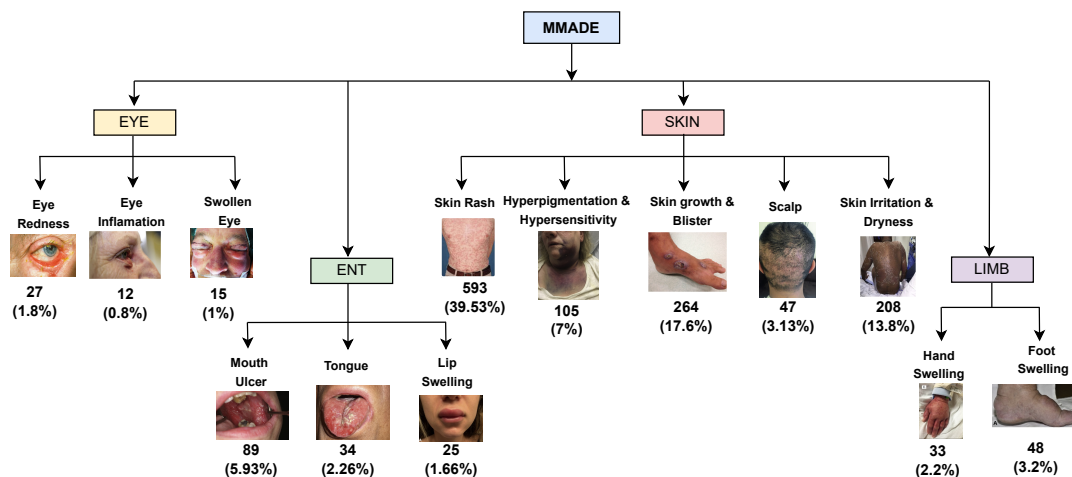 MMADE
EYE
SKIN
Eye
Redness
Eye
Inflamation
Swollen
Eye
Skin Rash
Hyperpigmentation &
Hypersensitivity
Skin growth &
Blister
Scalp
Skin Irritation &
Dryness
27
(1.8%)
12
(0.8%)
15
(1%)
ENT
593
(39.53%)
105
(7%)
264
(17.6%)
47
(3.13%)
208
(13.8%)
LIMB
Mouth
Ulcer
Tongue
Lip
Swelling
Hand
Swelling
Foot
Swelling
A
89
(5.93%)
34
(2.26%)
25
(1.66%)
33
(2.2%)
48
(3.2%)